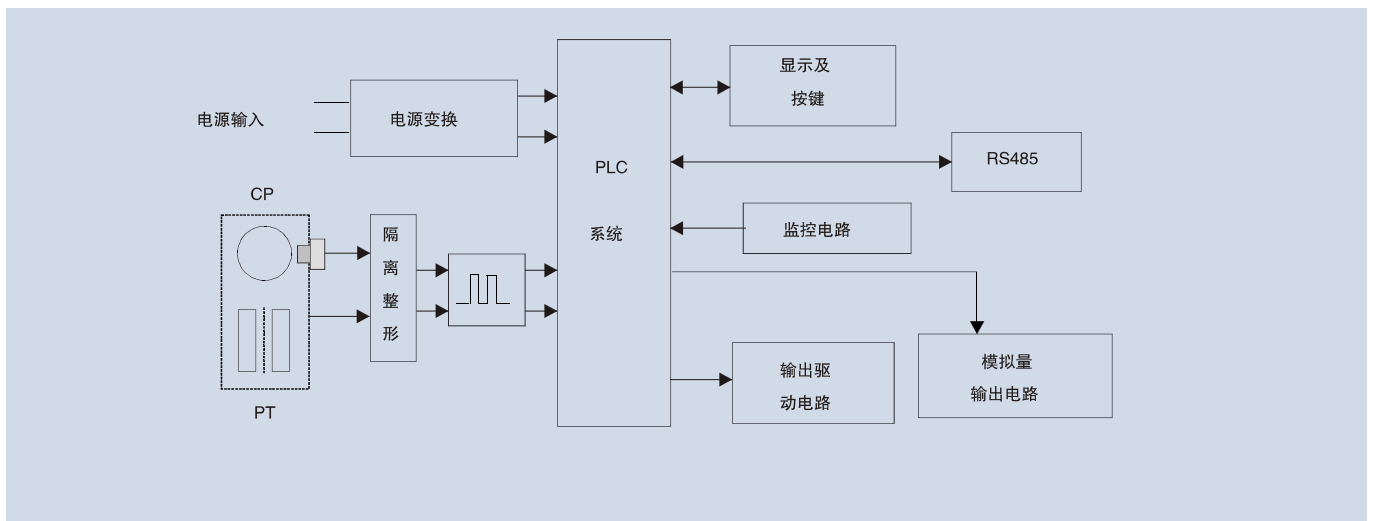 电源输入
电源变换
CP
PT
隔
离
整
形
PLC
系统
显示及
按键
RS485
监控电路
模拟量
输出电路
输出驱
动电路